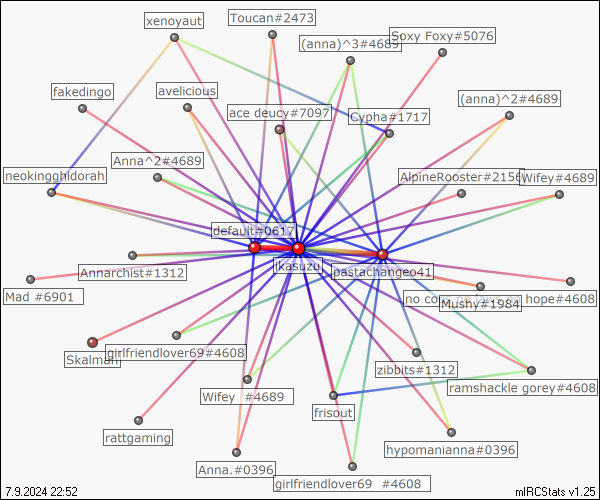 xenoyaut
Toucan#2473
(anna)^3#4689
Soxy Foxy#5076
fakedingo
avelicious
ace deucy#7097
Cypha#1717
(anna)^2#4689
Anna^2#4689
neokingghidorah
AlpineRooster#2156
Wifey#4689
default#0617
ikasuzu
pastachangeo41
Annarchist#1312
Mad #6901
no cops no hope#4608
Mushy#1984
Skalman
girlfriendlover69#4608
zibbits#1312
ramshackle gorey#4608
Wifey #4689
frisout
rattgaming
hypomanianna#0396
Anna.#0396
girlfriendlover69 #4608
7.9.2024 22:52
mIRCStats v1.25